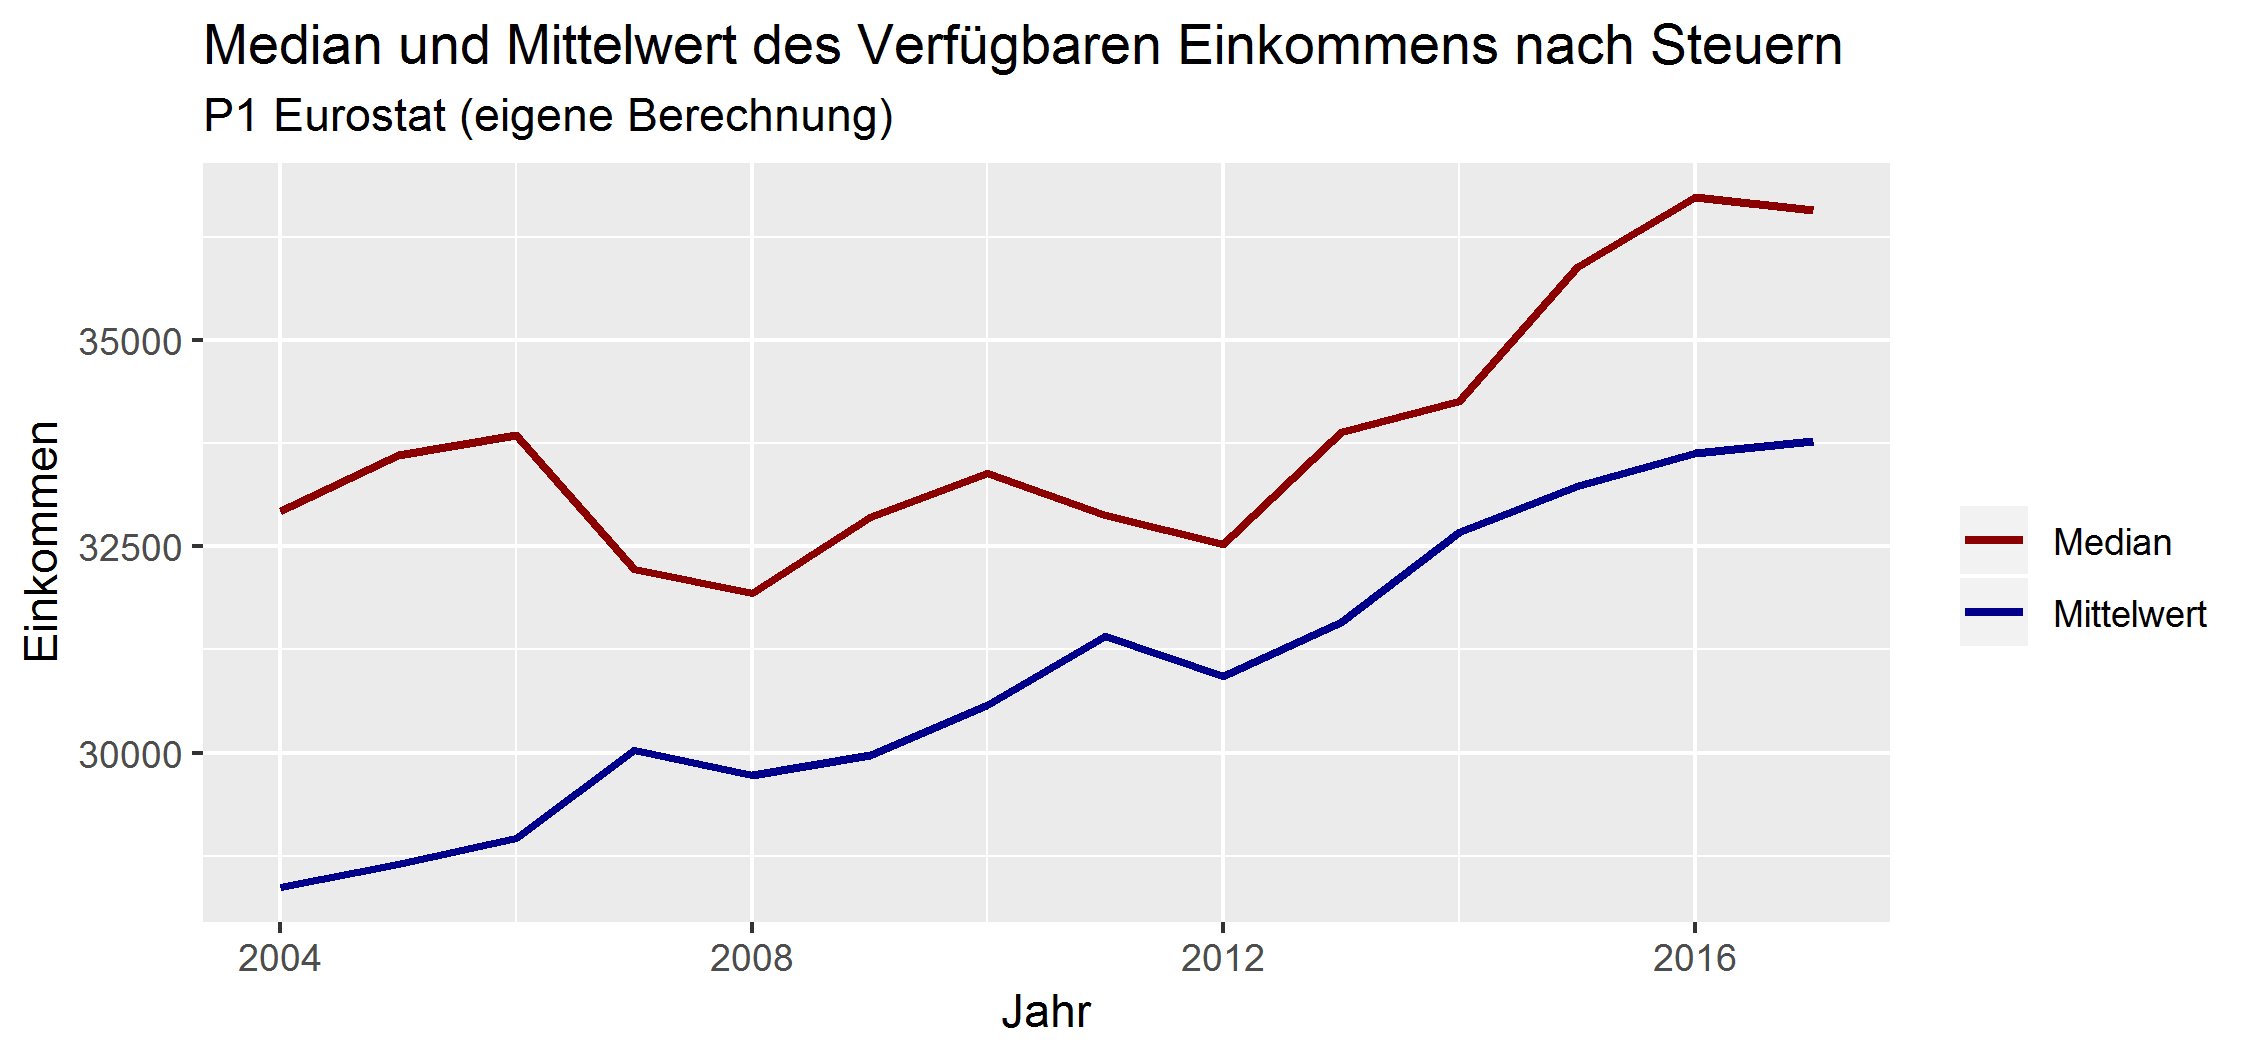 Median und Mittelwert des Verfügbaren Einkommens nach Steuern
P1 Eurostat (eigene Berechnung)
Einkommen
35000
32500
30000
2004 2008 2012 2016
Jahr
Median
Mittelwert